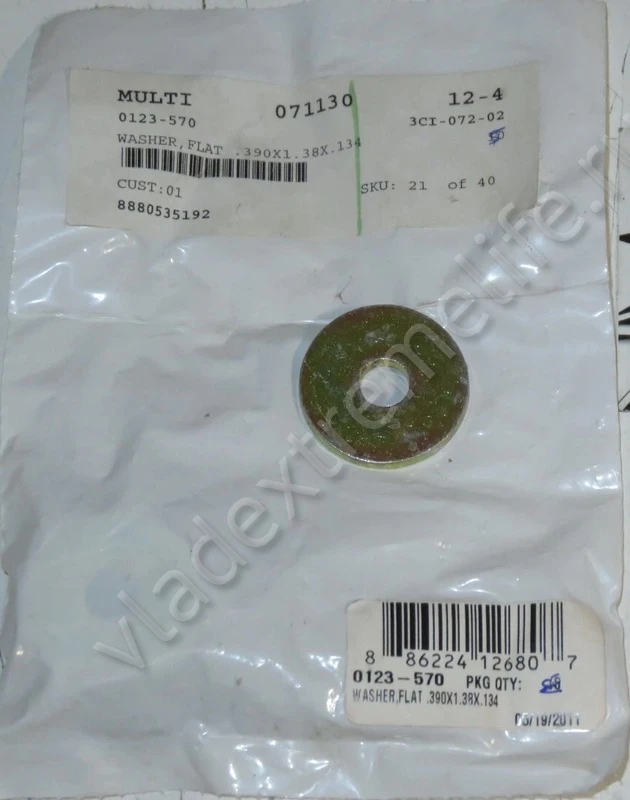 MULTI 071130 12-4
0123-570 3CI-072-02
WASHER,FLAT .390X1.38X.134
CUST:01 SKU: 21 of 40
8880535192
vladextremelife.ru
8 86224 12680 7
0123-570 PKG QTY:
WASHER,FLAT .390X1.38X.134
05/19/2011